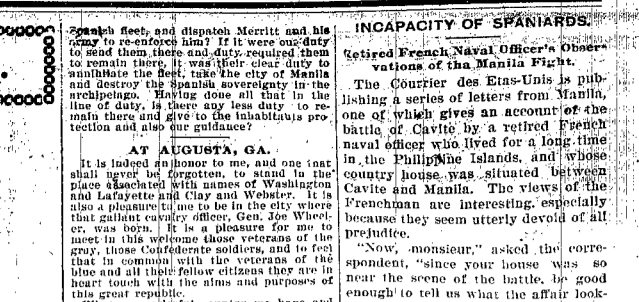 Spanish fleet, and dispatch Merritt and his
army to re-enforce him? If it were our duty
to send them there and duty required them
to remain there, it was their clear duty to
annihilate the fleet, take the city of Manila
and destroy the Spanish sovereignty in the
archipelago. Having done all that in the
line of duty, is there any less duty to re-
main there and give to the inhabitants pro
tection and also our guidance?
AT AUGUSTA, GA.
It is indeed an honor to me, and one that
shall never be forgotten, to stand in the
place associated with names of Washington
and Lafayette and Clay and Webster. It is
also a pleasure to me to be in the city where
that gallant cavalry officer, Gen. Joe Wheel-
er, was born. It is a pleasure for me to
meet in this welcome those veterans of the
gray, those Confederate soldiers, and to feel
that in common with the veterans of the
blue and all their fellow citizens they are in
heart touch with the aims and purposes of
this great republic.
INCAPACITY OF SPANIARDS.
Retired French Naval Officer's Obser-
vations of the Manila Fight.
The Courrier des Etas-Unis is pub-
lishing a series of letters from Manila,
one of which gives an account of the
battle of Cavite by a retired French
naval officer who lived for a long time
in the Philippine Islands, and whose
country house was situated between
Cavite and Manila. The views of the
Frenchman are interesting, especially
because they seem utterly devoid of all
prejudice.
"Now, monsieur," asked the corre-
spondent, "since your house was so
near the scene of the battle, be good
enough to tell us what the affair look-